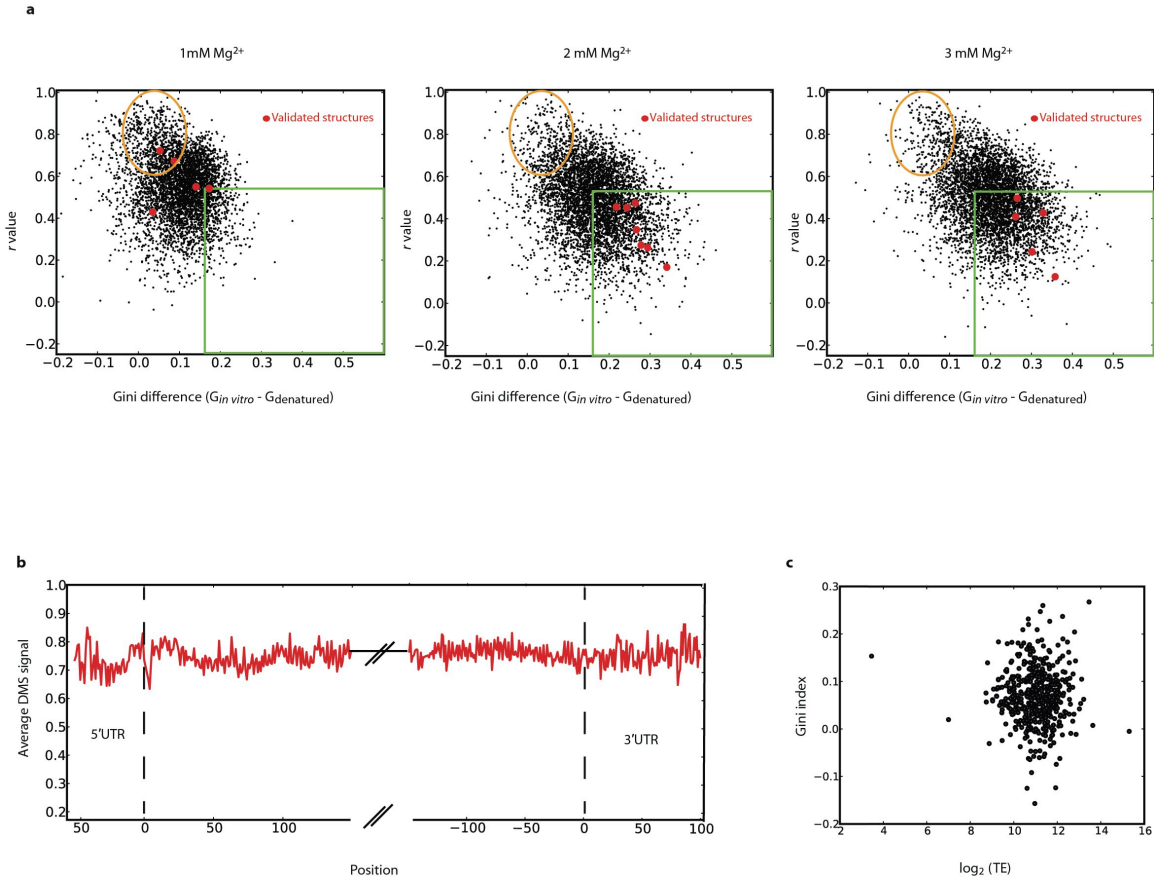 a
1mM Mg²⁺
2 mM Mg²⁺
3 mM Mg²⁺
1.0
0.8
0.6
0.4
0.2
0.0
−0.2
r value
Validated structures
−0.2 −0.1 0.0 0.1 0.2 0.3 0.4 0.5
Gini difference (Gin vitro - Gdenatured)
1.0
0.8
0.6
0.4
0.2
0.0
−0.2
r value
Validated structures
−0.2 −0.1 0.0 0.1 0.2 0.3 0.4 0.5
Gini difference (Gin vitro - Gdenatured)
1.0
0.8
0.6
0.4
0.2
0.0
−0.2
r value
Validated structures
−0.2 −0.1 0.0 0.1 0.2 0.3 0.4 0.5
Gini difference (Gin vitro - Gdenatured)
b
1.0
0.9
0.8
0.7
0.6
0.5
0.4
0.3
0.2
Average DMS signal
5'UTR
3'UTR
50 0 50 100 −100 −50 0 50 100
Position
c
0.3
0.2
0.1
0.0
−0.1
−0.2
Gini index
2 4 6 8 10 12 14 16
log₂ (TE)